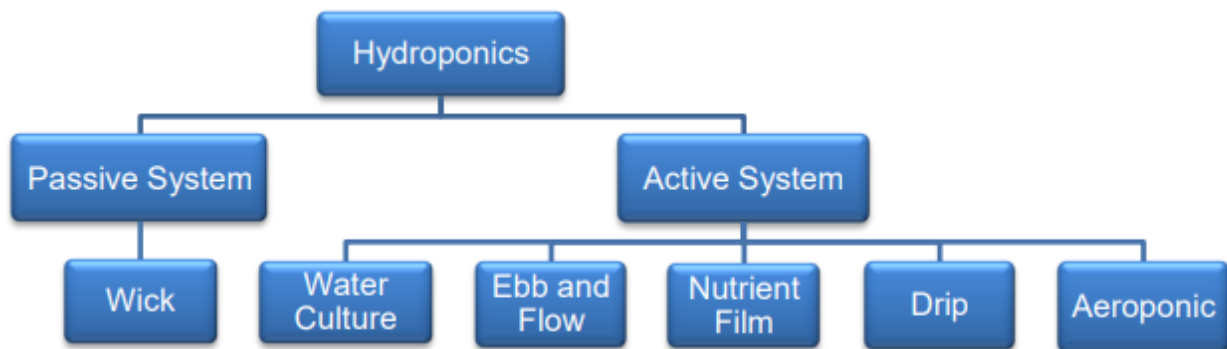 Hydroponics
Passive System
Active System
Wick
Water
Culture
Ebb and
Flow
Nutrient
Film
Drip
Aeroponic